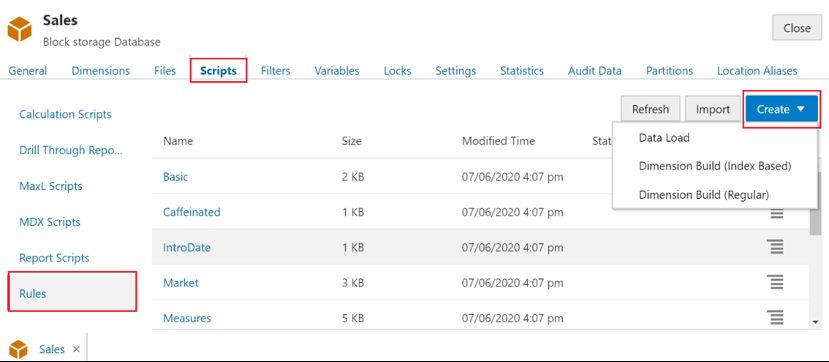 Sales
Block storage Database
Close
General Dimensions Files Scripts Filters Variables Locks Settings Statistics Audit Data Partitions Location Aliases
Refresh Import Create
Calculation Scripts
Drill Through Repo...
MaxL Scripts
MDX Scripts
Report Scripts
Rules
Name Size Modified Time Stat
Data Load
Dimension Build (Index Based)
Dimension Build (Regular)
Basic 2 KB 07/06/2020 4:07 pm
Caffeinated 1 KB 07/06/2020 4:07 pm
IntroDate 1 KB 07/06/2020 4:07 pm
Market 3 KB 07/06/2020 4:07 pm
Measures 5 KB 07/06/2020 4:07 pm
Sales ×